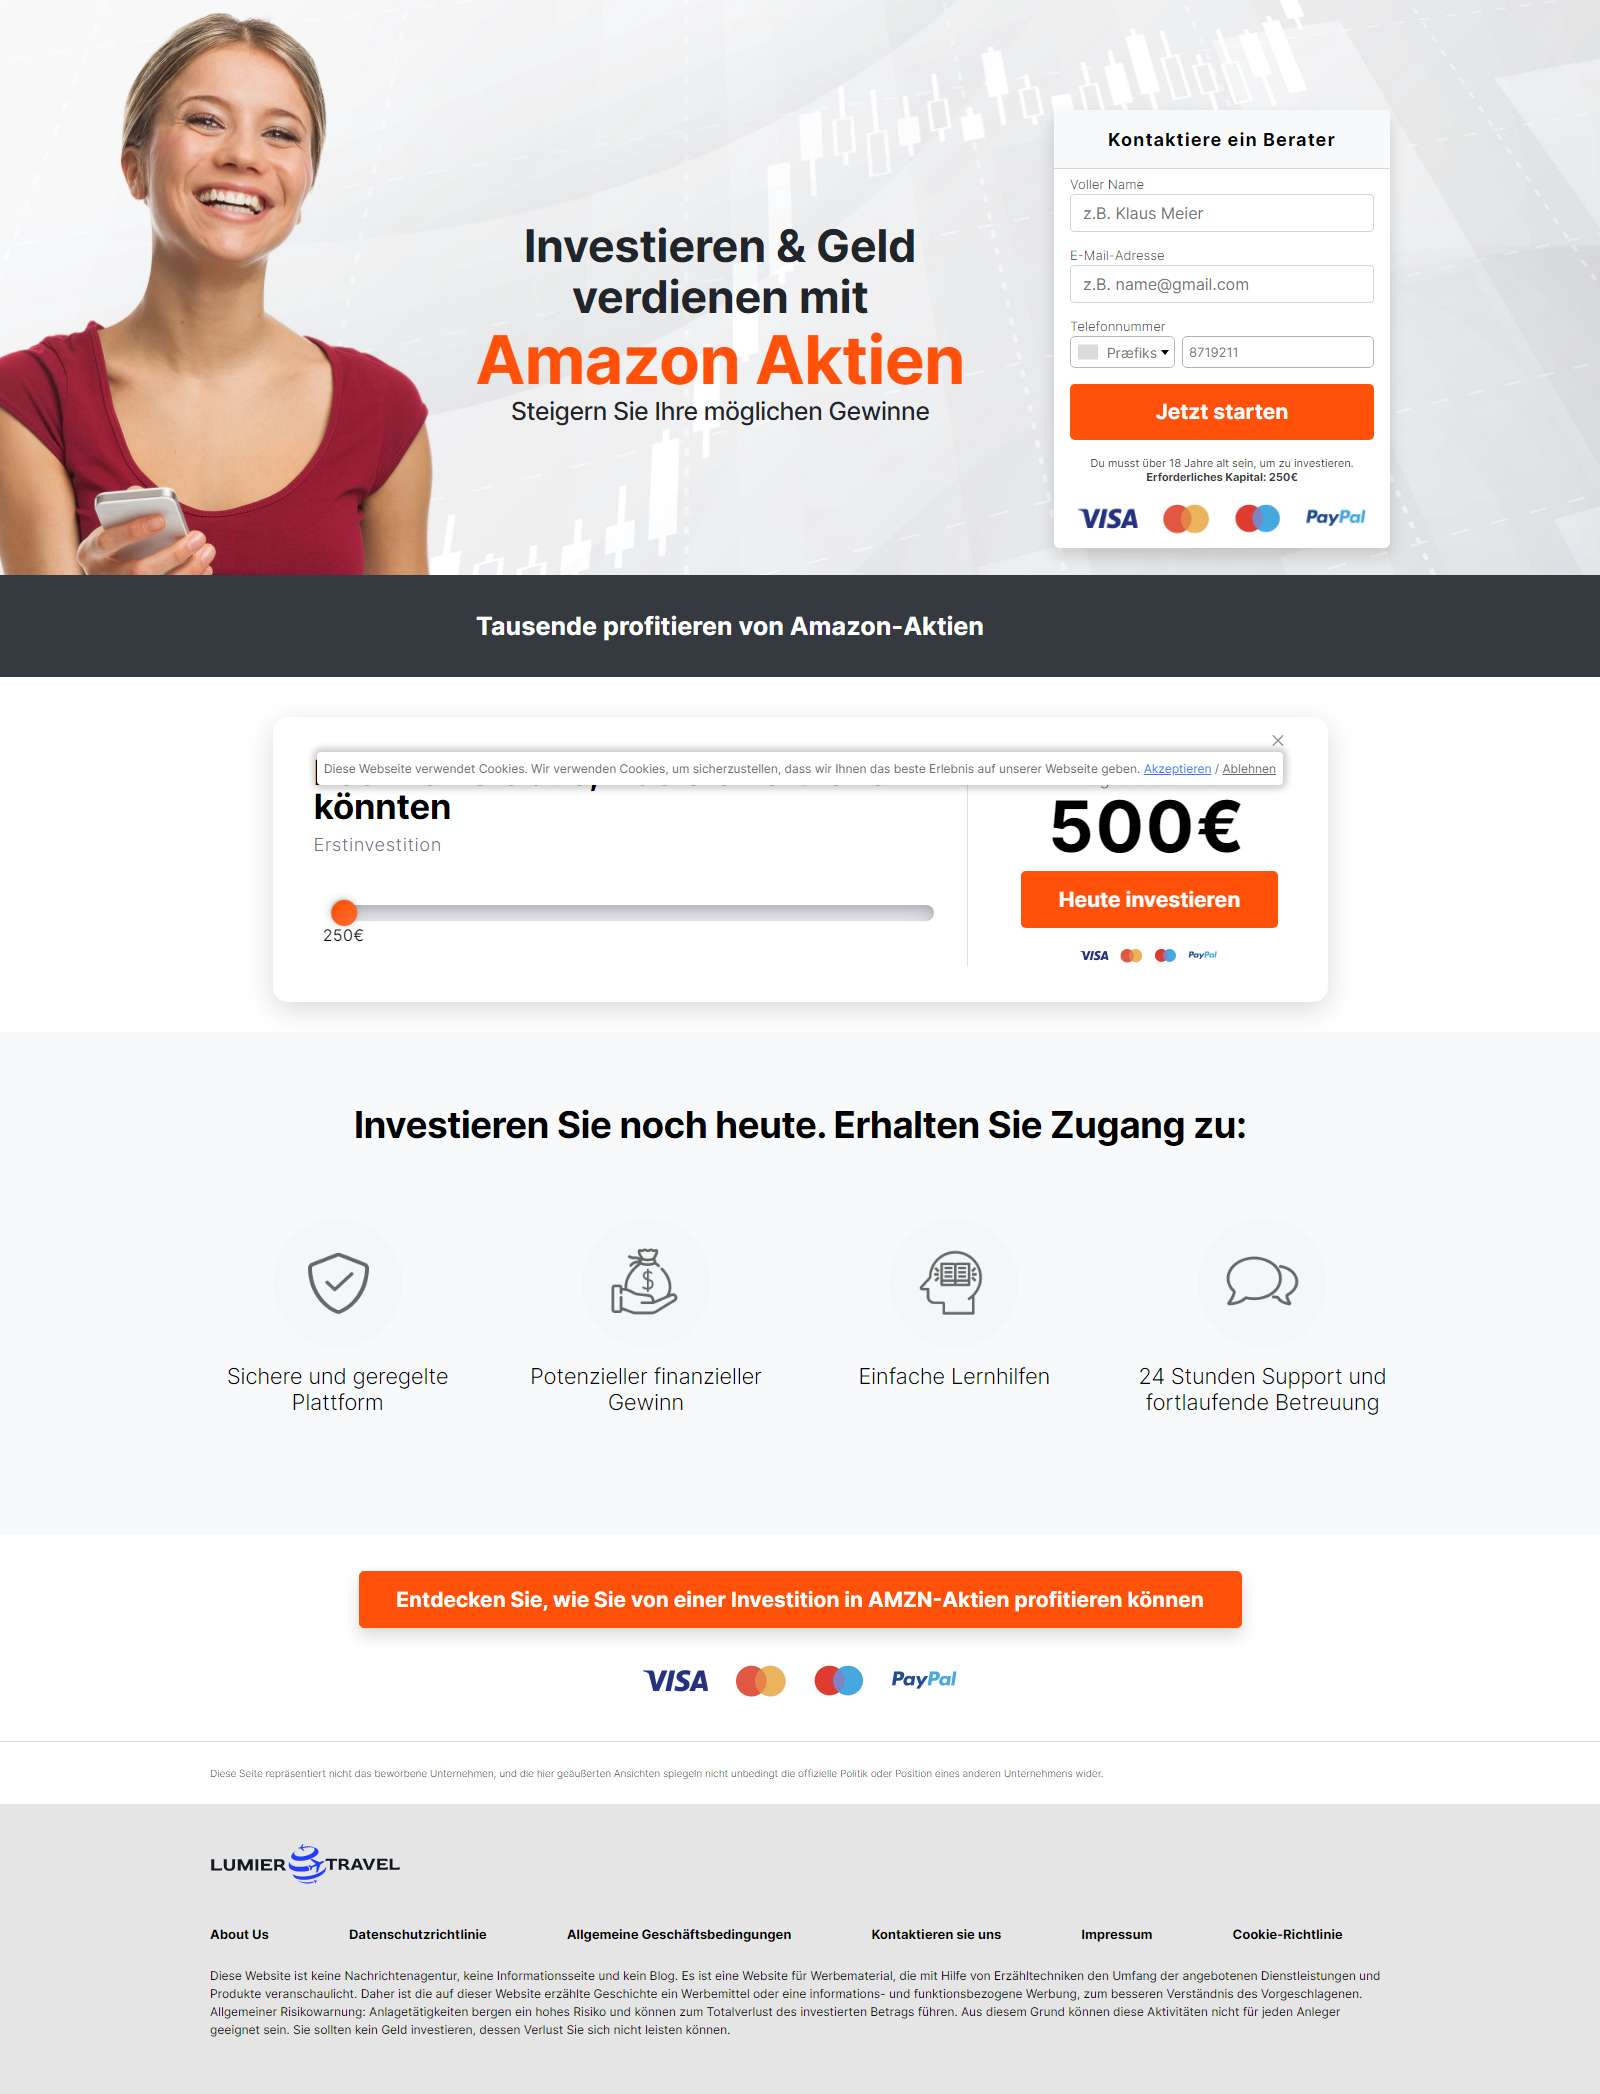 Investieren & Geld
verdienen mit
Amazon Aktien
Steigern Sie Ihre möglichen Gewinne
Kontaktiere ein Berater
Voller Name
z.B. Klaus Meier
E-Mail-Adresse
z.B. name@gmail.com
Telefonnummer
Præfiks
8719211
Jetzt starten
Du musst über 18 Jahre alt sein, um zu investieren.
Erforderliches Kapital: 250€
VISA
PayPal
Tausende profitieren von Amazon-Aktien
Diese Webseite verwendet Cookies. Wir verwenden Cookies, um sicherzustellen, dass wir Ihnen das beste Erlebnis auf unserer Webseite geben. Akzeptieren / Ablehnen
könnten
Erstinvestition
250€
500€
Heute investieren
VISA
PayPal
Investieren Sie noch heute. Erhalten Sie Zugang zu:
Sichere und geregelte
Plattform
Potenzieller finanzieller
Gewinn
Einfache Lernhilfen
24 Stunden Support und
fortlaufende Betreuung
Entdecken Sie, wie Sie von einer Investition in AMZN-Aktien profitieren können
VISA
PayPal
Diese Seite repräsentiert nicht das beworbene Unternehmen, und die hier geäußerten Ansichten spiegeln nicht unbedingt die offizielle Politik oder Position eines anderen Unternehmens wider.
LUMIER TRAVEL
About Us
Datenschutzrichtlinie
Allgemeine Geschäftsbedingungen
Kontaktieren sie uns
Impressum
Cookie-Richtlinie
Diese Website ist keine Nachrichtenagentur, keine Informationsseite und kein Blog. Es ist eine Website für Werbematerial, die mit Hilfe von Erzähltechniken den Umfang der angebotenen Dienstleistungen und
Produkte veranschaulicht. Daher ist die auf dieser Website erzählte Geschichte ein Werbemittel oder eine informations- und funktionsbezogene Werbung, zum besseren Verständnis des Vorgeschlagenen.
Allgemeiner Risikowarnung: Anlagetätigkeiten bergen ein hohes Risiko und können zum Totalverlust des investierten Betrags führen. Aus diesem Grund können diese Aktivitäten nicht für jeden Anleger
geeignet sein. Sie sollten kein Geld investieren, dessen Verlust Sie sich nicht leisten können.